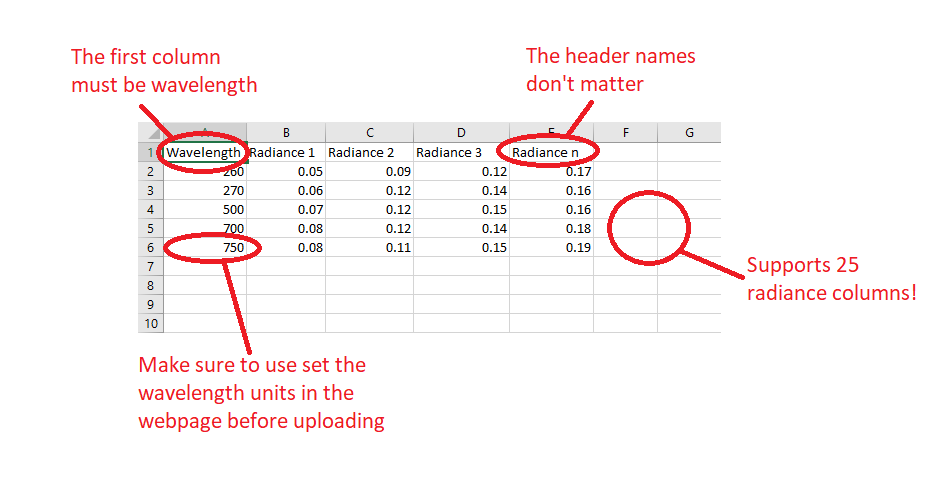 The first column
must be wavelength
The header names
don't matter
A B C D E F G
1 Wavelength Radiance 1 Radiance 2 Radiance 3 Radiance n
2 260 0.05 0.09 0.12 0.17
3 270 0.06 0.12 0.14 0.16
4 500 0.07 0.12 0.15 0.16
5 700 0.08 0.12 0.14 0.18
6 750 0.08 0.11 0.15 0.19
7
8
9
10
Supports 25
radiance columns!
Make sure to use set the
wavelength units in the
webpage before uploading